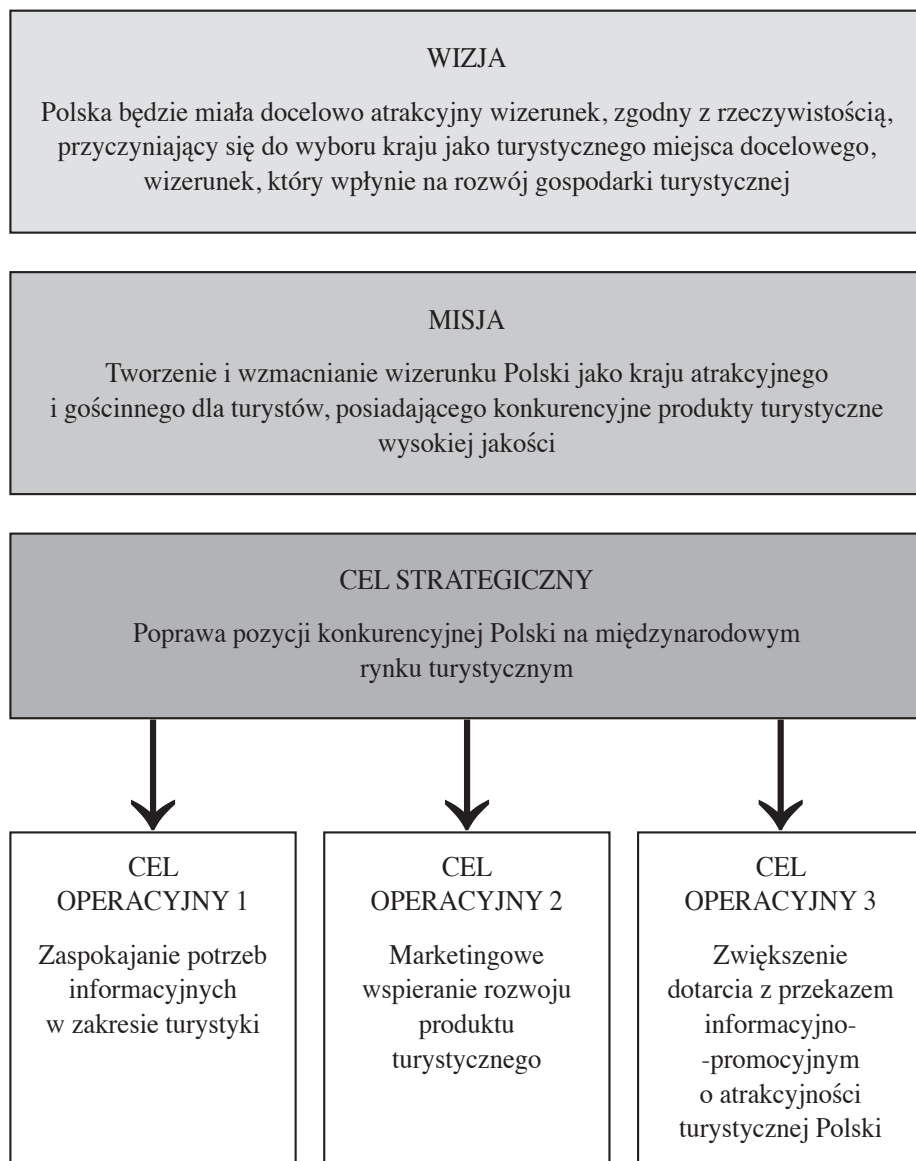 WIZJA
Polska będzie miała docelowo atrakcyjny wizerunek, zgodny z rzeczywistością,
przyczyniający się do wyboru kraju jako turystycznego miejsca docelowego,
wizerunek, który wpłynie na rozwój gospodarki turystycznej
MISJA
Tworzenie i wzmacnianie wizerunku Polski jako kraju atrakcyjnego
i gościnnego dla turystów, posiadającego konkurencyjne produkty turystyczne
wysokiej jakości
CEL STRATEGICZNY
Poprawa pozycji konkurencyjnej Polski na międzynarodowym
rynku turystycznym
CEL
OPERACYJNY 1
Zaspokajanie potrzeb
informacyjnych
w zakresie turystyki
CEL
OPERACYJNY 2
Marketingowe
wspieranie rozwoju
produktu
turystycznego
CEL
OPERACYJNY 3
Zwiększenie
dotarcia z przekazem
informacyjno-
-promocyjnym
o atrakcyjności
turystycznej Polski